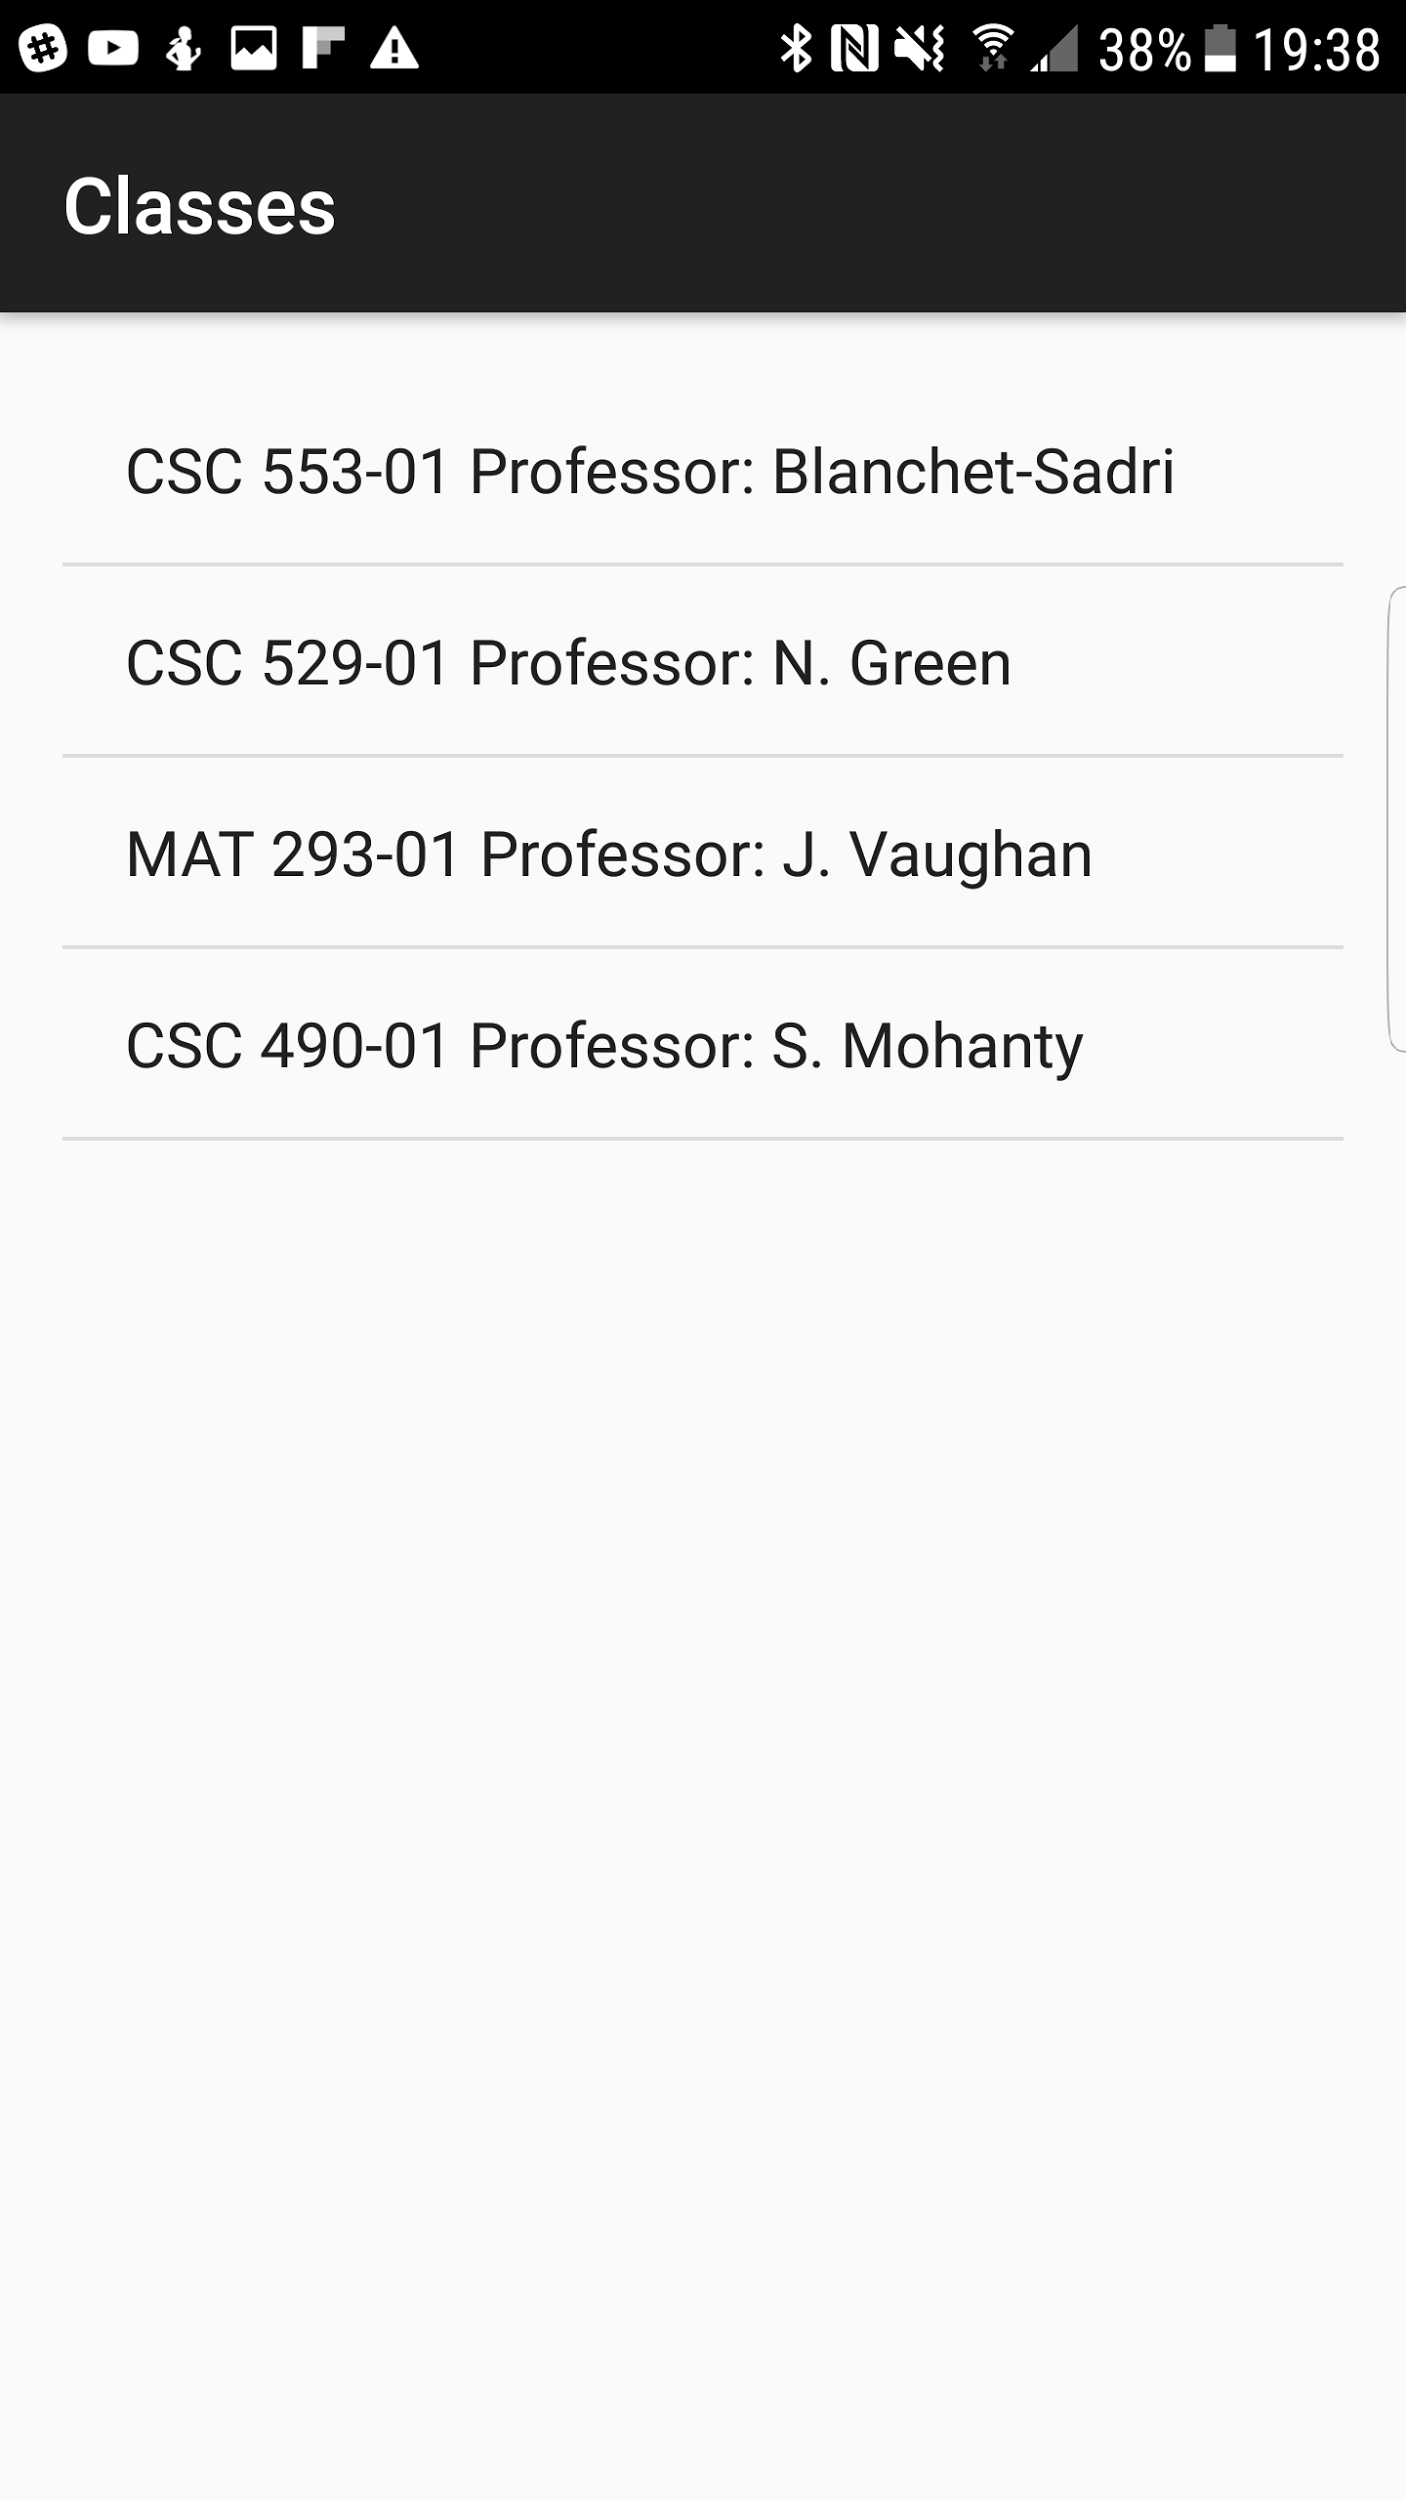 38% 19:38
Classes
CSC 553-01 Professor: Blanchet-Sadri
CSC 529-01 Professor: N. Green
MAT 293-01 Professor: J. Vaughan
CSC 490-01 Professor: S. Mohanty